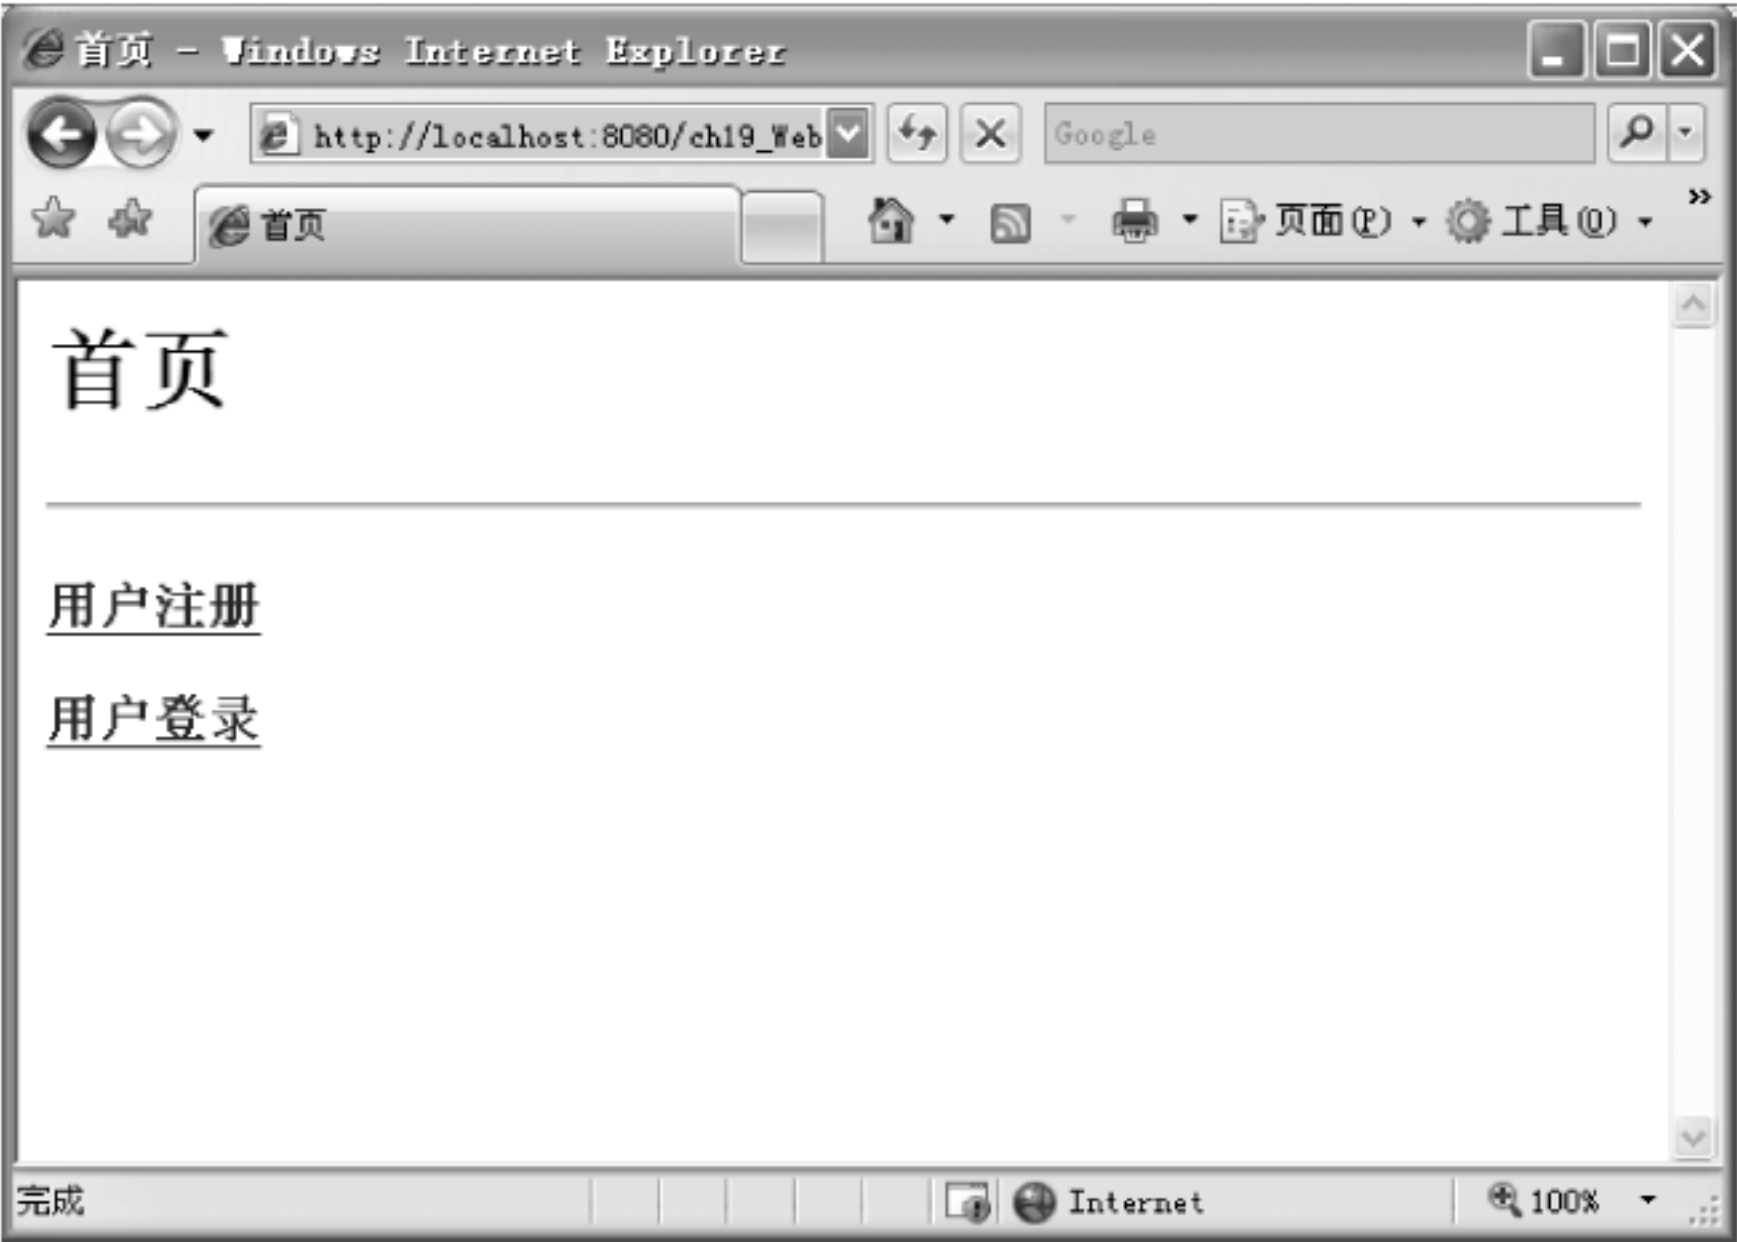 首页 - Windows Internet Explorer
http://localhost:8080/ch19_Web
Google
首页
页面(P)
工具(O)
首页
用户注册
用户登录
完成
Internet
100%